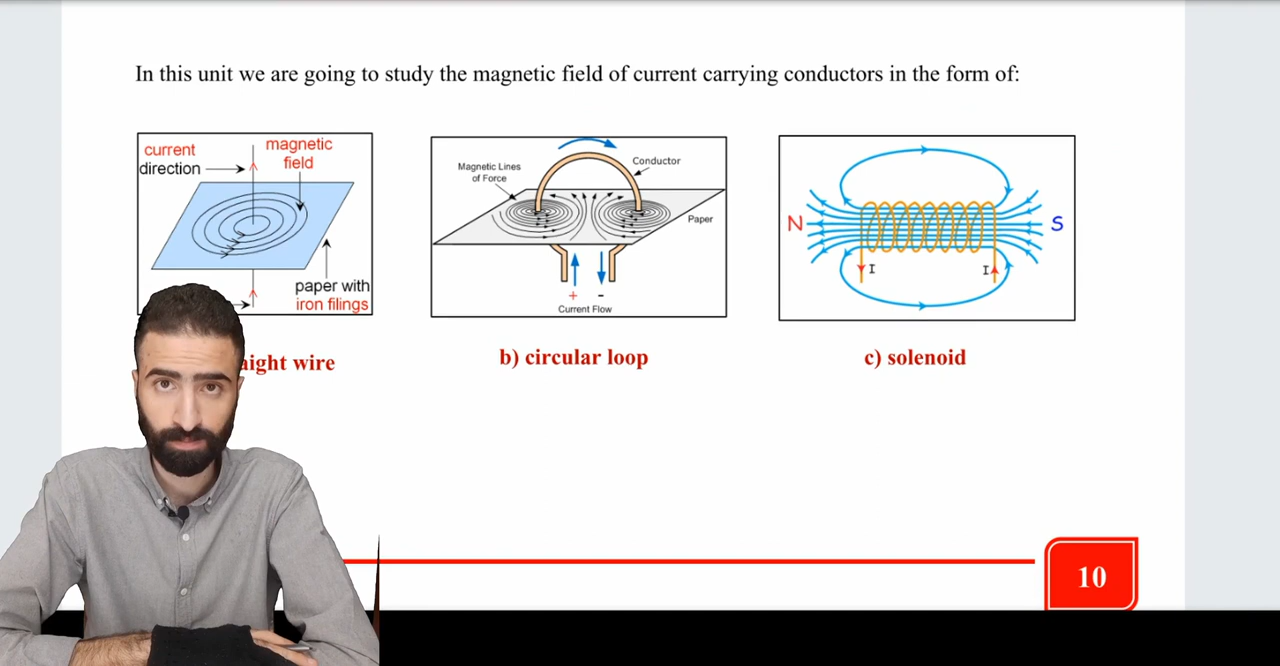 In this unit we are going to study the magnetic field of current carrying conductors in the form of:
current
direction
magnetic
field
paper with
iron filings
Magnetic Lines
of Force
Conductor
Paper
+ -
Current Flow
N
S
I
I
wire
b) circular loop
c) solenoid
10